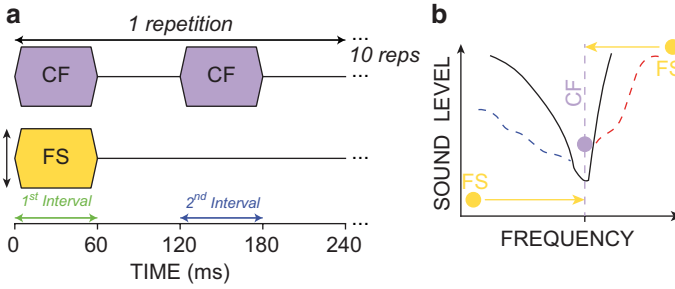 a
1 repetition
...
10 reps
CF
CF
...
FS
...
1st Interval
2nd Interval
...
0
60
120
180
240
TIME (ms)
b
SOUND LEVEL
FS
CF
FS
FREQUENCY